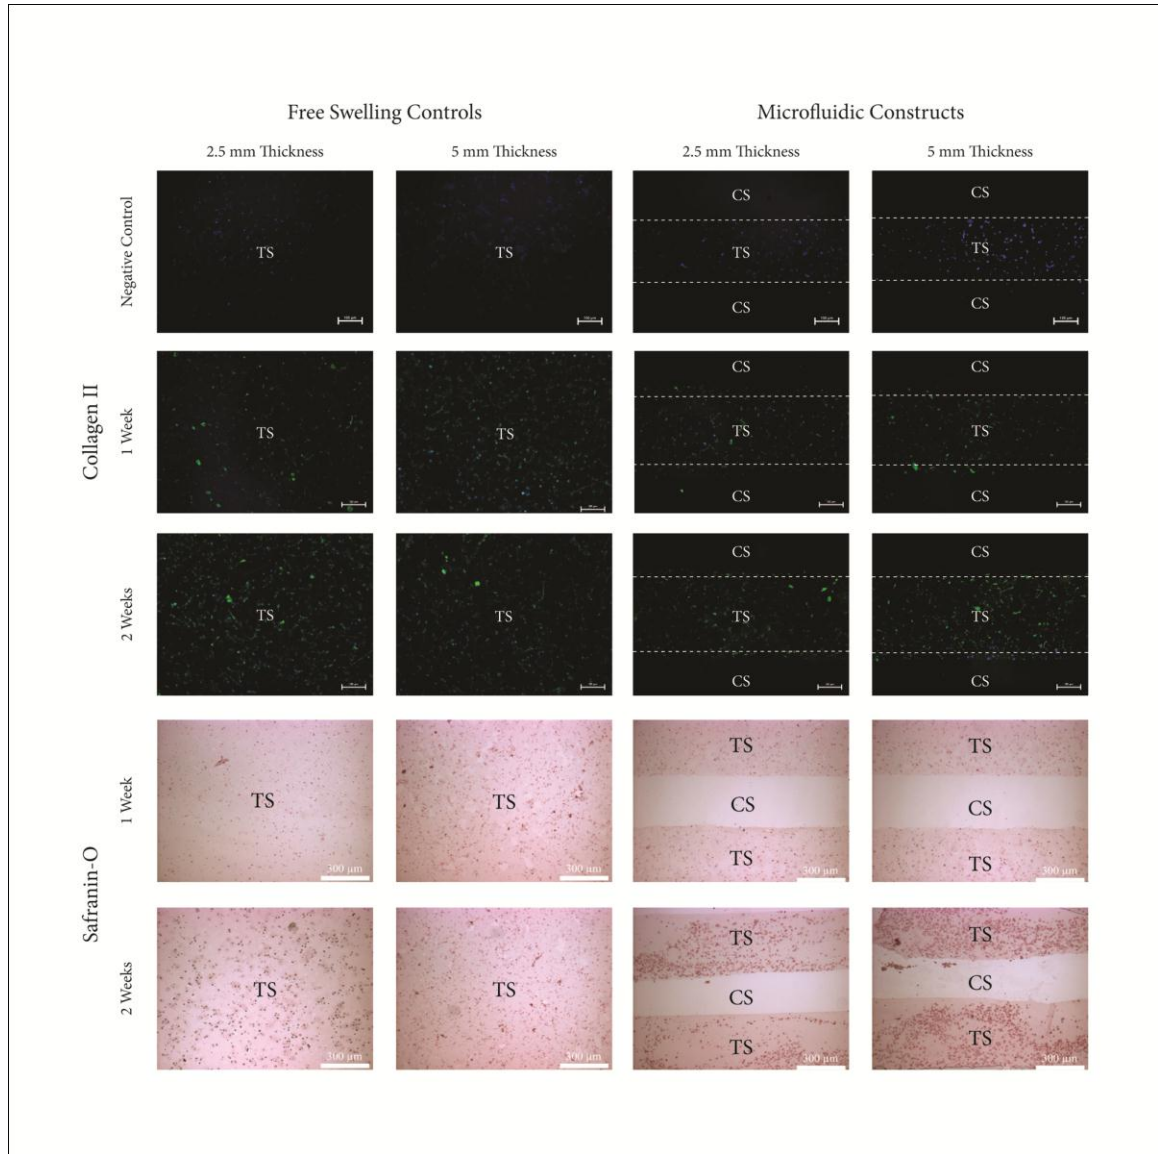 Free Swelling Controls
Microfluidic Constructs
2.5 mm Thickness
5 mm Thickness
2.5 mm Thickness
5 mm Thickness
Collagen II
Negative Control
TS
TS
CS
TS
CS
CS
TS
CS
1 Week
TS
TS
CS
TS
CS
CS
TS
CS
2 Weeks
TS
TS
CS
TS
CS
CS
TS
CS
Safranin-O
1 Week
TS
300 μm
TS
300 μm
TS
CS
TS
300 μm
TS
CS
TS
300 μm
2 Weeks
TS
300 μm
TS
300 μm
TS
CS
TS
300 μm
TS
CS
TS
300 μm